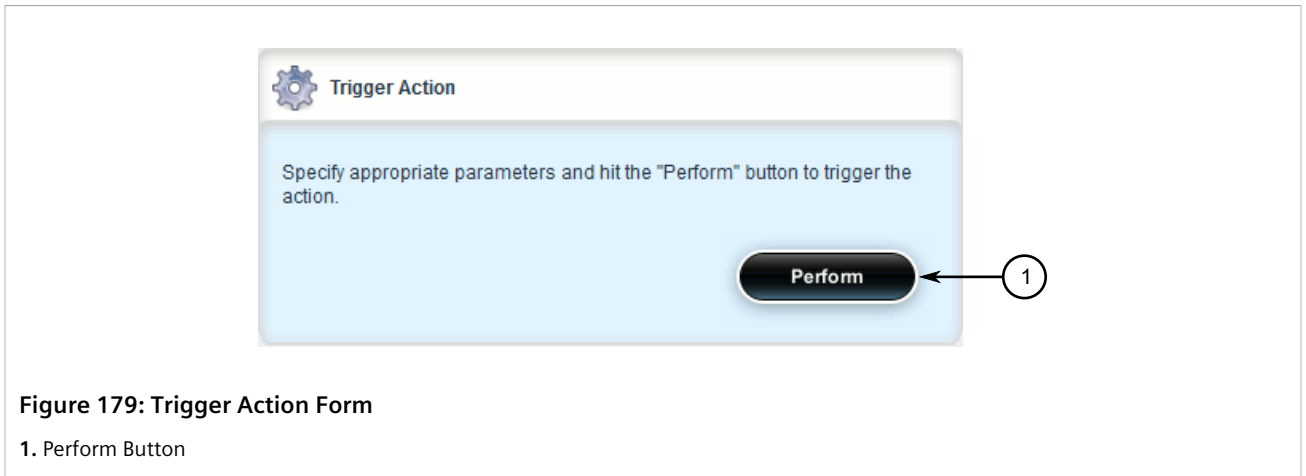 Trigger Action
Specify appropriate parameters and hit the "Perform" button to trigger the
action.
Perform
1
Figure 179: Trigger Action Form
1. Perform Button